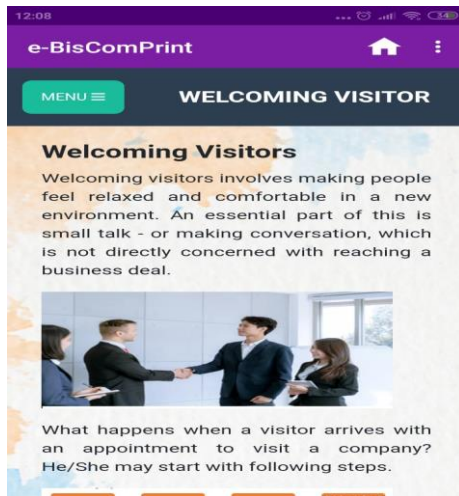 12:08
e-BisComPrint
MENU
WELCOMING VISITOR
Welcoming Visitors
Welcoming visitors involves making people
feel relaxed and comfortable in a new
environment. An essential part of this is
small talk - or making conversation, which
is not directly concerned with reaching a
business deal.
What happens when a visitor arrives with
an appointment to visit a company?
He/She may start with following steps.